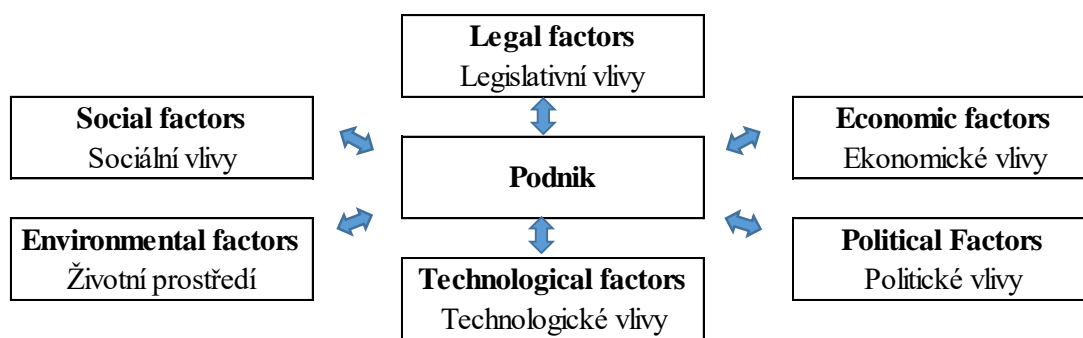 Legal factors
Legislativní vlivy
Social factors
Sociální vlivy
Economic factors
Ekonomické vlivy
Podnik
Environmental factors
Životní prostředí
Political Factors
Politické vlivy
Technological factors
Technologické vlivy